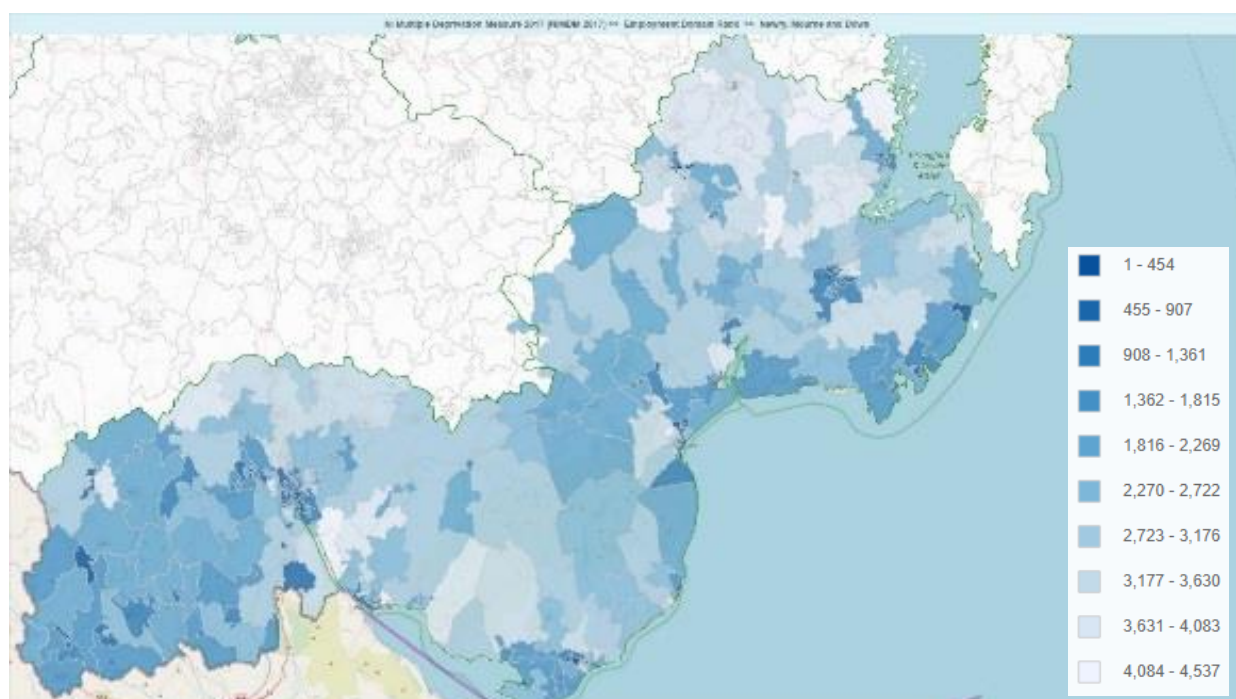 NI Multiple Deprivation Measure 2017 (NIMDM 2017) >> Employment Domain Rank >> Newry, Mourne and Down
1 - 454
455 - 907
908 - 1,361
1,362 - 1,815
1,816 - 2,269
2,270 - 2,722
2,723 - 3,176
3,177 - 3,630
3,631 - 4,083
4,084 - 4,537